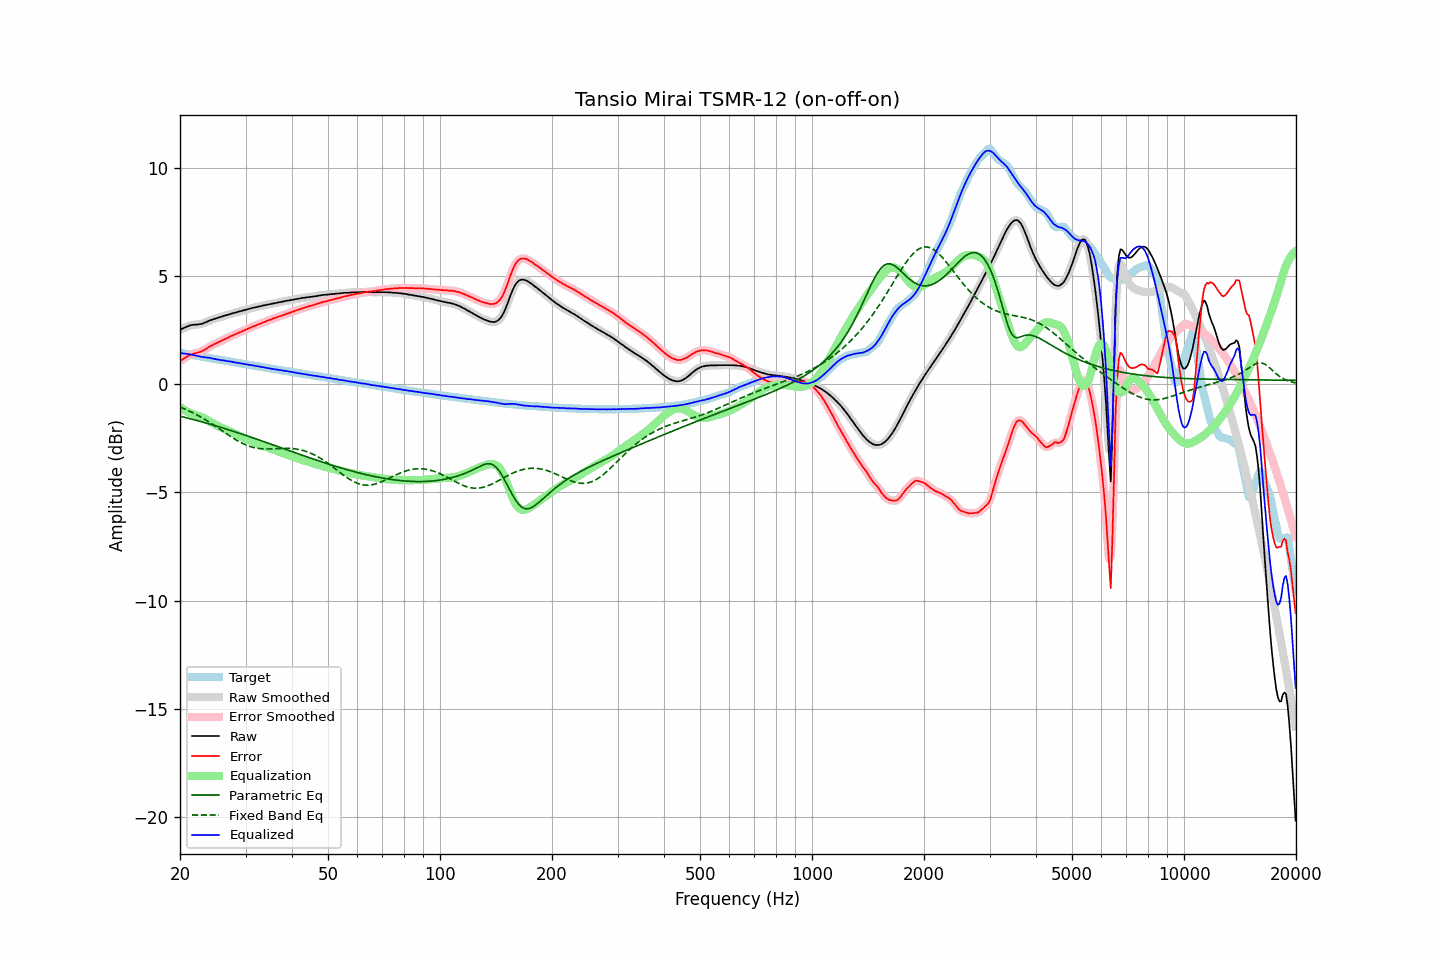 Tansio Mirai TSMR-12 (on-off-on)
Amplitude (dBr)
10
5
0
−5
−10
−15
−20
Target
Raw Smoothed
Error Smoothed
Raw
Error
Equalization
Parametric Eq
Fixed Band Eq
Equalized
20 50 100 200 500 1000 2000 5000 10000 20000
Frequency (Hz)